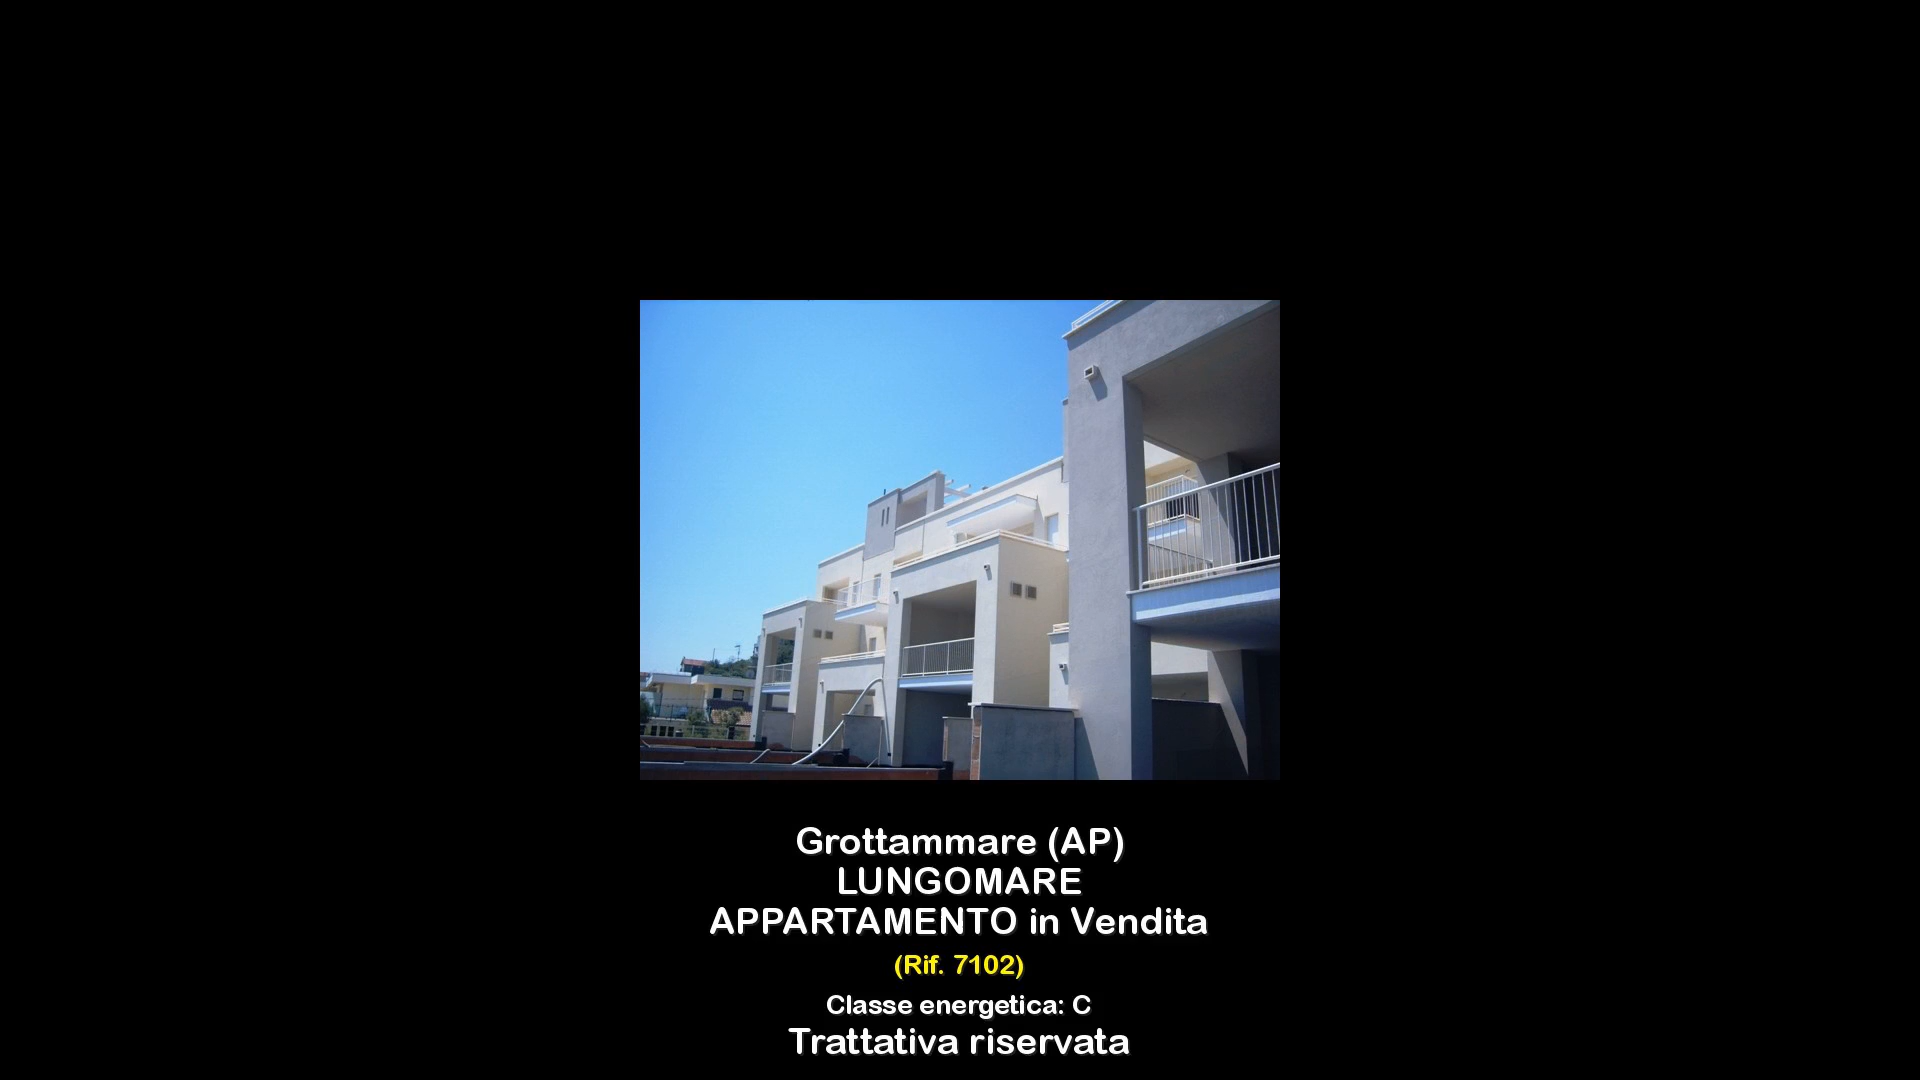 Grottammare (AP)
LUNGOMARE
APPARTAMENTO in Vendita
(Rif. 7102)
Classe energetica: C
Trattativa riservata